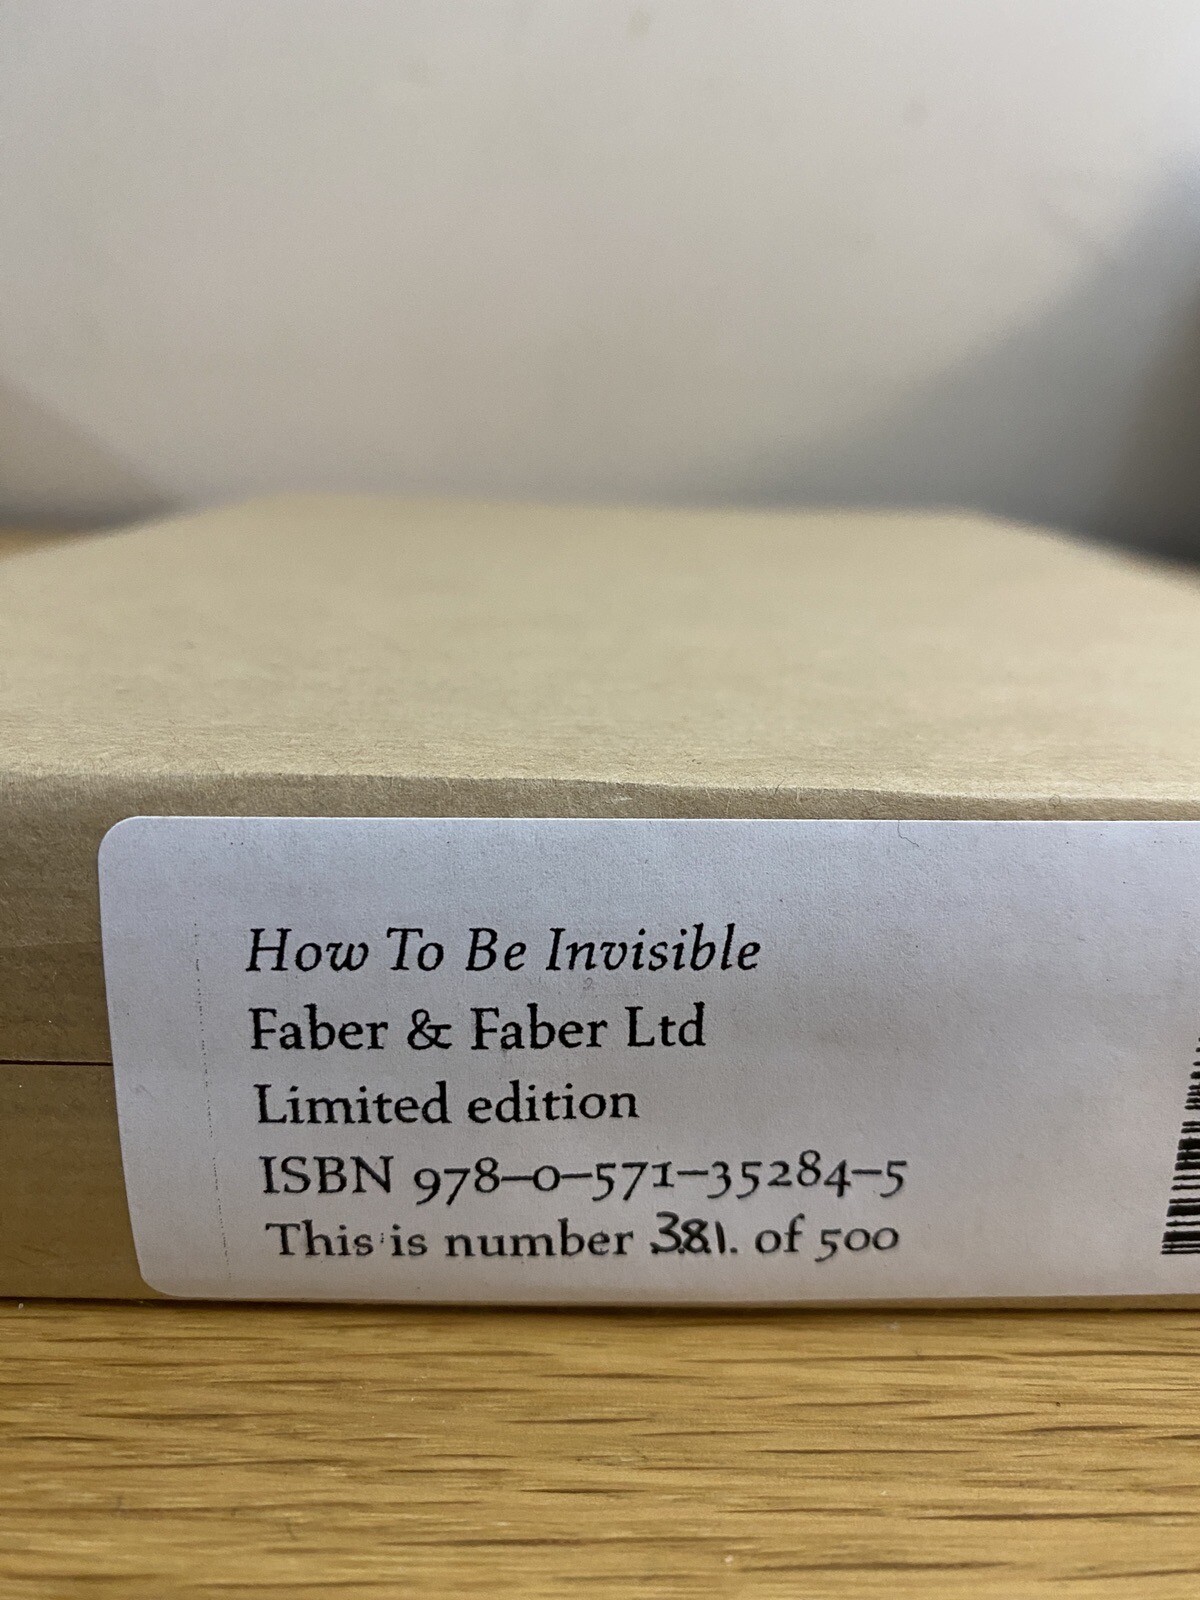 How To Be Invisible
Faber & Faber Ltd
Limited edition
ISBN 978–0–571–35284–5
This is number 381. of 500